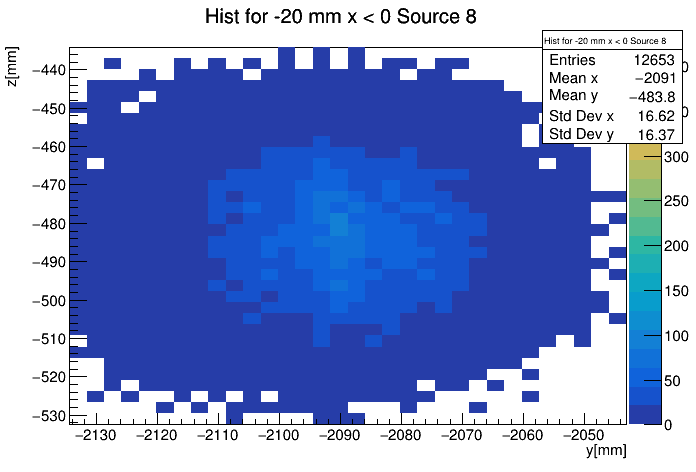 Hist for -20 mm x < 0 Source 8
Hist for -20 mm x < 0 Source 8
Entries 12653
Mean x −2091
Mean y −483.8
Std Dev x 16.62
Std Dev y 16.37
z[mm]
−440
−450
−460
−470
−480
−490
−500
−510
−520
−530
−2130
−2120
−2110
−2100
−2090
−2080
−2070
−2060
−2050
y[mm]
300
250
200
150
100
50
0